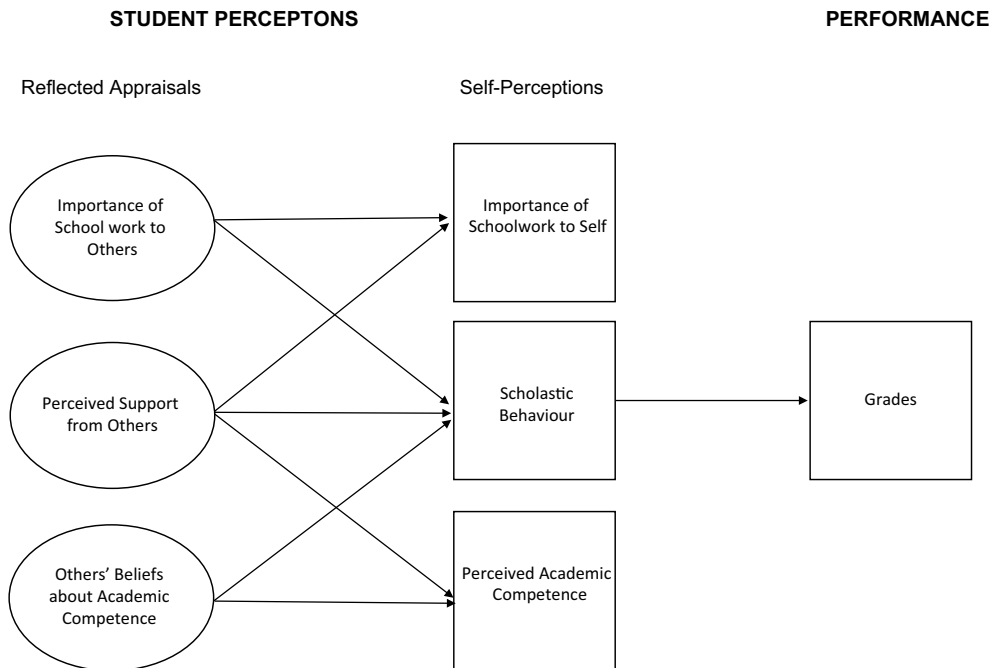 STUDENT PERCEPTONS
PERFORMANCE
Reflected Appraisals
Self-Perceptions
Importance of
School work to
Others
Importance of
Schoolwork to Self
Perceived Support
from Others
Scholastic
Behaviour
Grades
Others’ Beliefs
about Academic
Competence
Perceived Academic
Competence